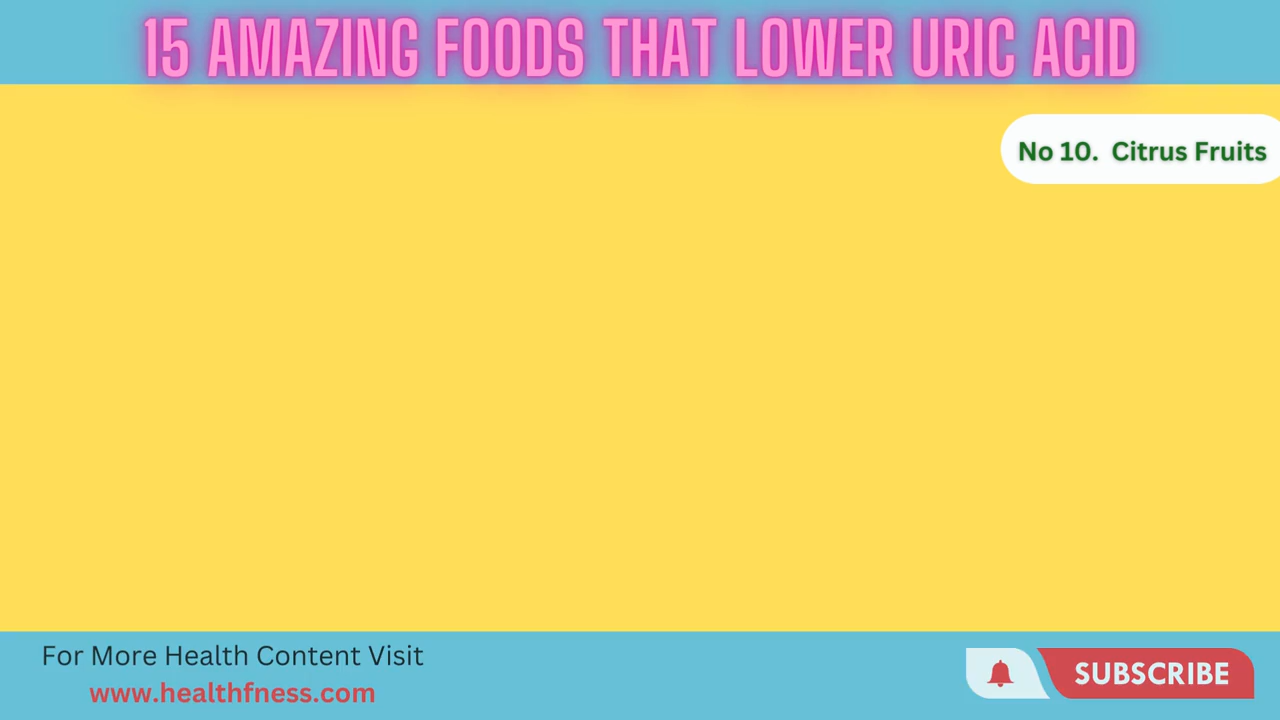 15 AMAZING FOODS THAT LOWER URIC ACID
No 10. Citrus Fruits
For More Health Content Visit
www.healthfness.com
SUBSCRIBE